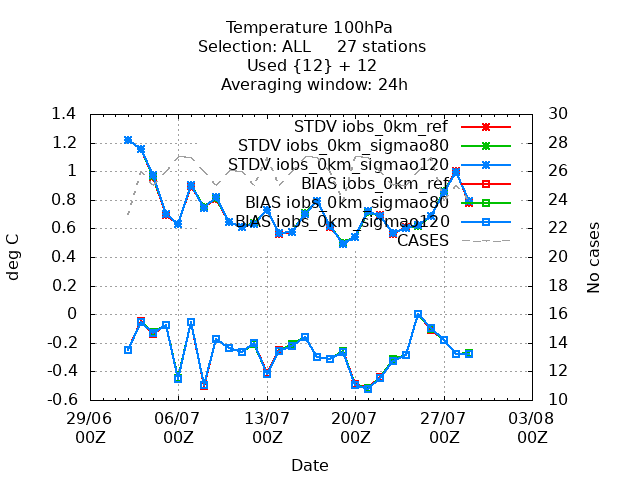 Temperature 100hPa
Selection: ALL 27 stations
Used {12} + 12
Averaging window: 24h
1.4 30
STDV iobs_0km_ref
1.2 28
STDV iobs_0km_sigmao80
STDV iobs_0km_sigmao120
1 26
BIAS iobs_0km_ref
0.8 24
BIAS iobs_0km_sigmao80
BIAS iobs_0km_sigmao120
0.6 22
CASES
0.4 20
deg C
No cases
0.2 18
0 16
-0.2 14
-0.4 12
-0.6 10
29/06 06/07 13/07 20/07 27/07 03/08
00Z 00Z 00Z 00Z 00Z 00Z
Date